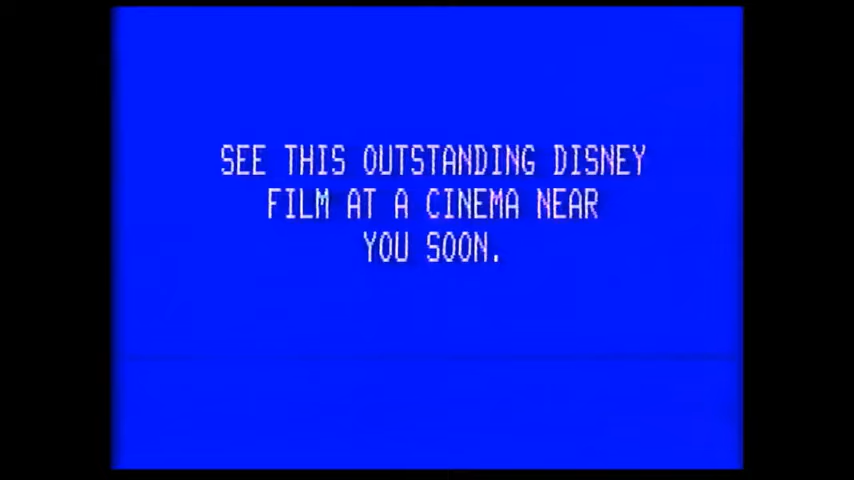 SEE THIS OUTSTANDING DISNEY
FILM AT A CINEMA NEAR
YOU SOON.